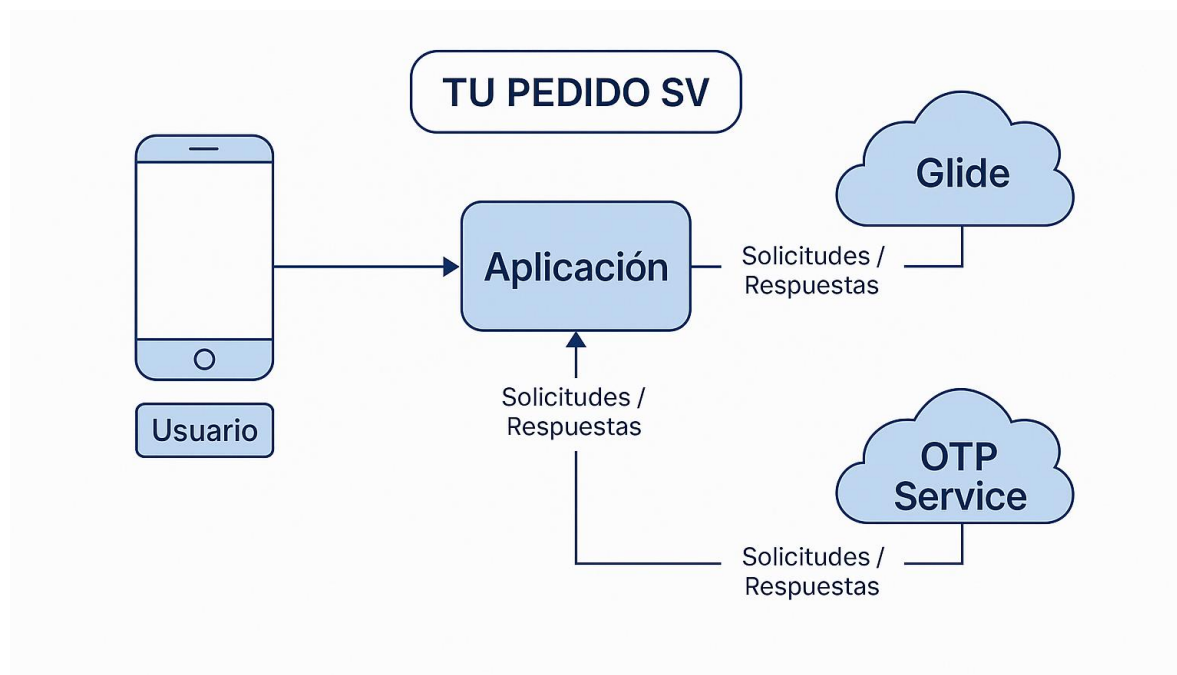 TU PEDIDO SV
Glide
Aplicación
Solicitudes /
Respuestas
Solicitudes /
Respuestas
Usuario
OTP
Service
Solicitudes /
Respuestas